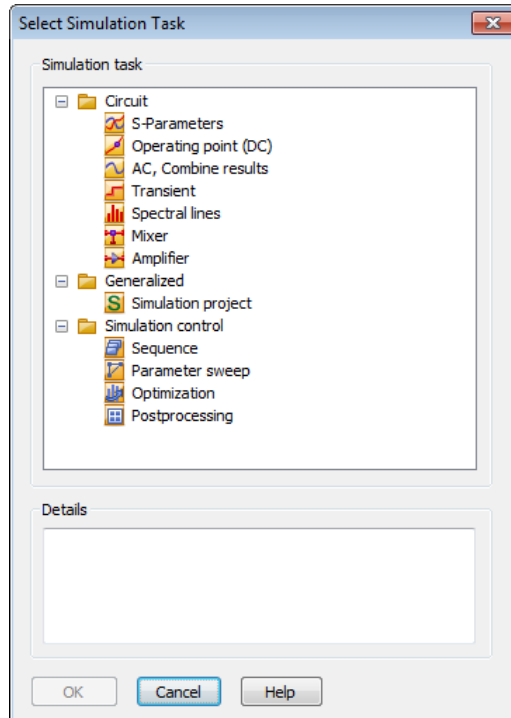 Select Simulation Task
Simulation task
Circuit
S-Parameters
Operating point (DC)
AC, Combine results
Transient
Spectral lines
Mixer
Amplifier
Generalized
Simulation project
Simulation control
Sequence
Parameter sweep
Optimization
Postprocessing
Details
OK Cancel Help